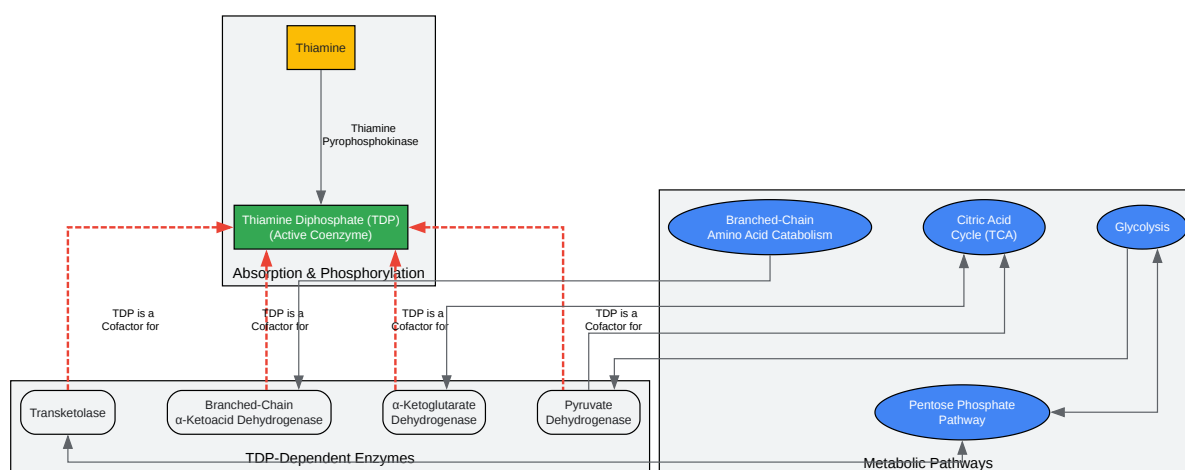 Thiamine
Thiamine
Pyrophosphokinase
Thiamine Diphosphate (TDP)
(Active Coenzyme)
Absorption & Phosphorylation
Branched-Chain
Amino Acid Catabolism
Citric Acid
Cycle (TCA)
Glycolysis
TDP is a
Cofactor for
TDP is a
Cofactor for
TDP is a
Cofactor for
TDP is a
Cofactor for
Transketolase
Branched-Chain
α-Ketoacid Dehydrogenase
α-Ketoglutarate
Dehydrogenase
Pyruvate
Dehydrogenase
Pentose Phosphate
Pathway
TDP-Dependent Enzymes
Metabolic Pathways